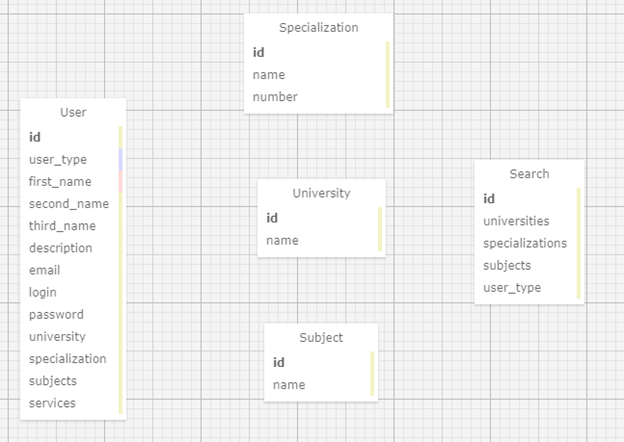 Specialization
id
name
number
User
id
user_type
first_name
second_name
third_name
description
email
login
password
university
specialization
subjects
services
University
id
name
Search
id
universities
specializations
subjects
user_type
Subject
id
name